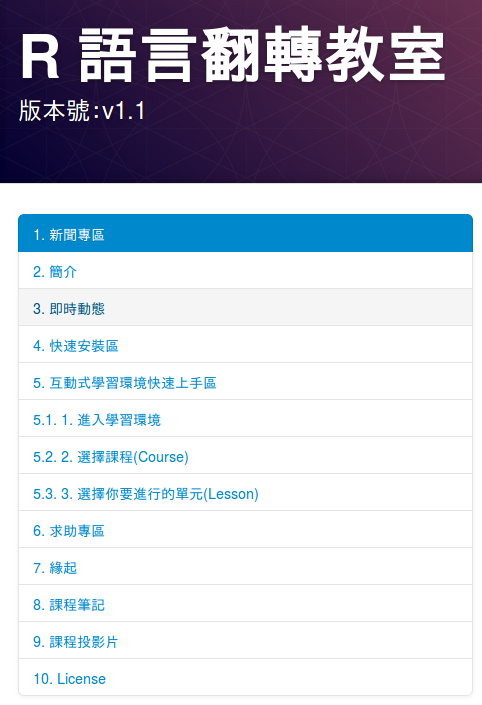 R 語言翻轉教室
版本號:v1.1
1. 新聞專區
2. 簡介
3. 即時動態
4. 快速安裝區
5. 互動式學習環境快速上手區
5.1. 1. 進入學習環境
5.2. 2. 選擇課程(Course)
5.3. 3. 選擇你要進行的單元(Lesson)
6. 求助專區
7. 緣起
8. 課程筆記
9. 課程投影片
10. License